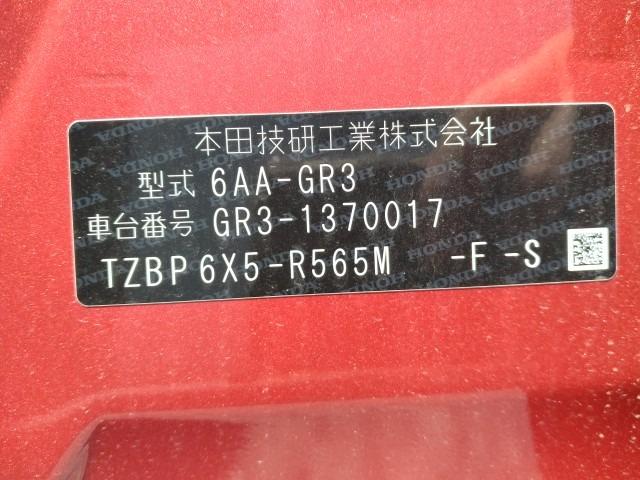 本田技研工業株式会社
型式 6AA-GR3
車台番号 GR3-1370017
TZBP 6X5-R565M -F -S